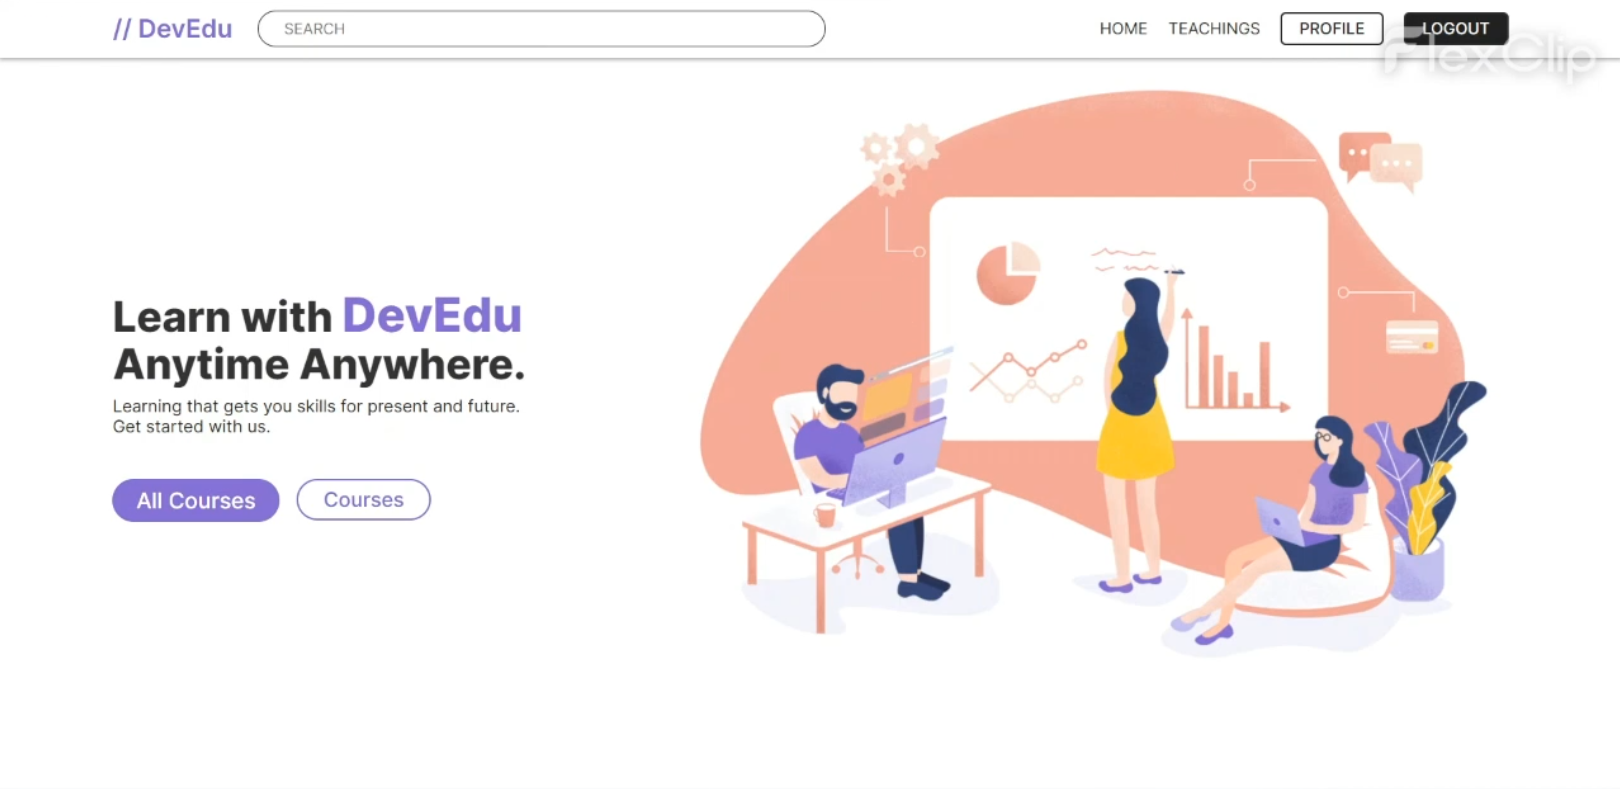 // DevEdu
SEARCH
HOME
TEACHINGS
PROFILE
LOGOUT
FlexClip
Learn with DevEdu
Anytime Anywhere.
Learning that gets you skills for present and future.
Get started with us.
All Courses
Courses